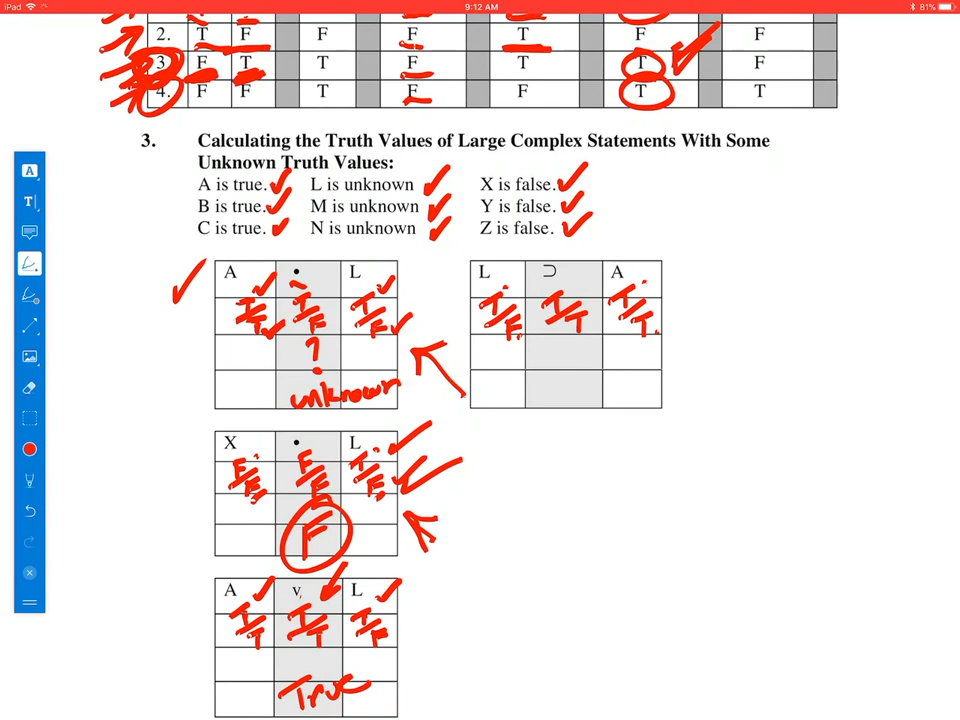 iPad 9:12 AM 81%
2. T F F F T F F
3. F T T F T T F
4. F F T F F T T
3. Calculating the Truth Values of Large Complex Statements With Some
Unknown Truth Values:
A is true. L is unknown X is false.
B is true. M is unknown Y is false.
C is true. N is unknown Z is false.
A • L
T/T T/F T/F
?
unknown
L ⊃ A
T/F T/T T/T
X • L
F/F F/F T/F
F
A v L
T/T T/T T/F
True